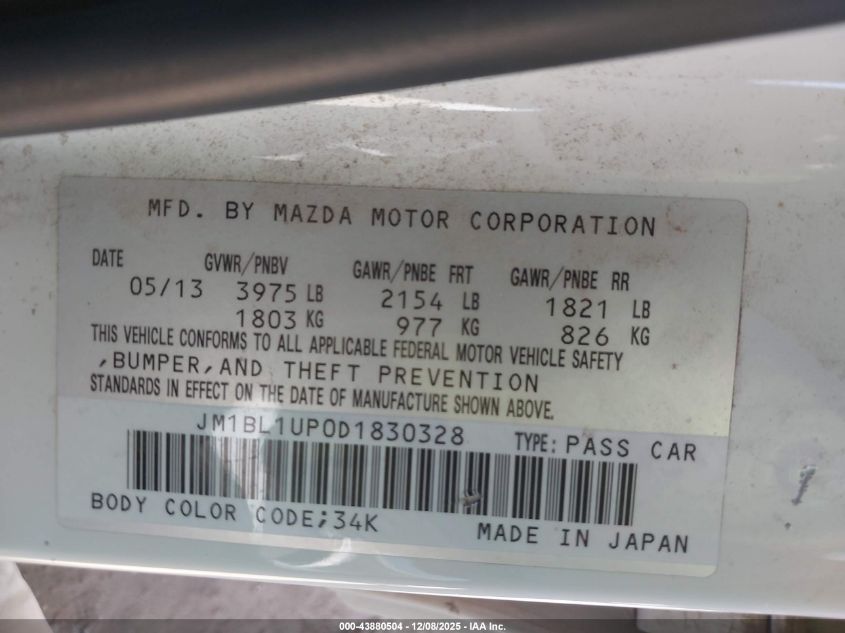 MFD. BY MAZDA MOTOR CORPORATION
DATE GVWR/PNBV GAWR/PNBE FRT GAWR/PNBE RR
05/13 3975 LB 2154 LB 1821 LB
1803 KG 977 KG 826 KG
THIS VEHICLE CONFORMS TO ALL APPLICABLE FEDERAL MOTOR VEHICLE SAFETY
,BUMPER,AND THEFT PREVENTION
STANDARDS IN EFFECT ON THE DATE OF MANUFACTURE SHOWN ABOVE.
JM1BL1UP0D1830328 TYPE: PASS CAR
BODY COLOR CODE;34K MADE IN JAPAN
000-43880504 - 12/08/2025 - IAA Inc.